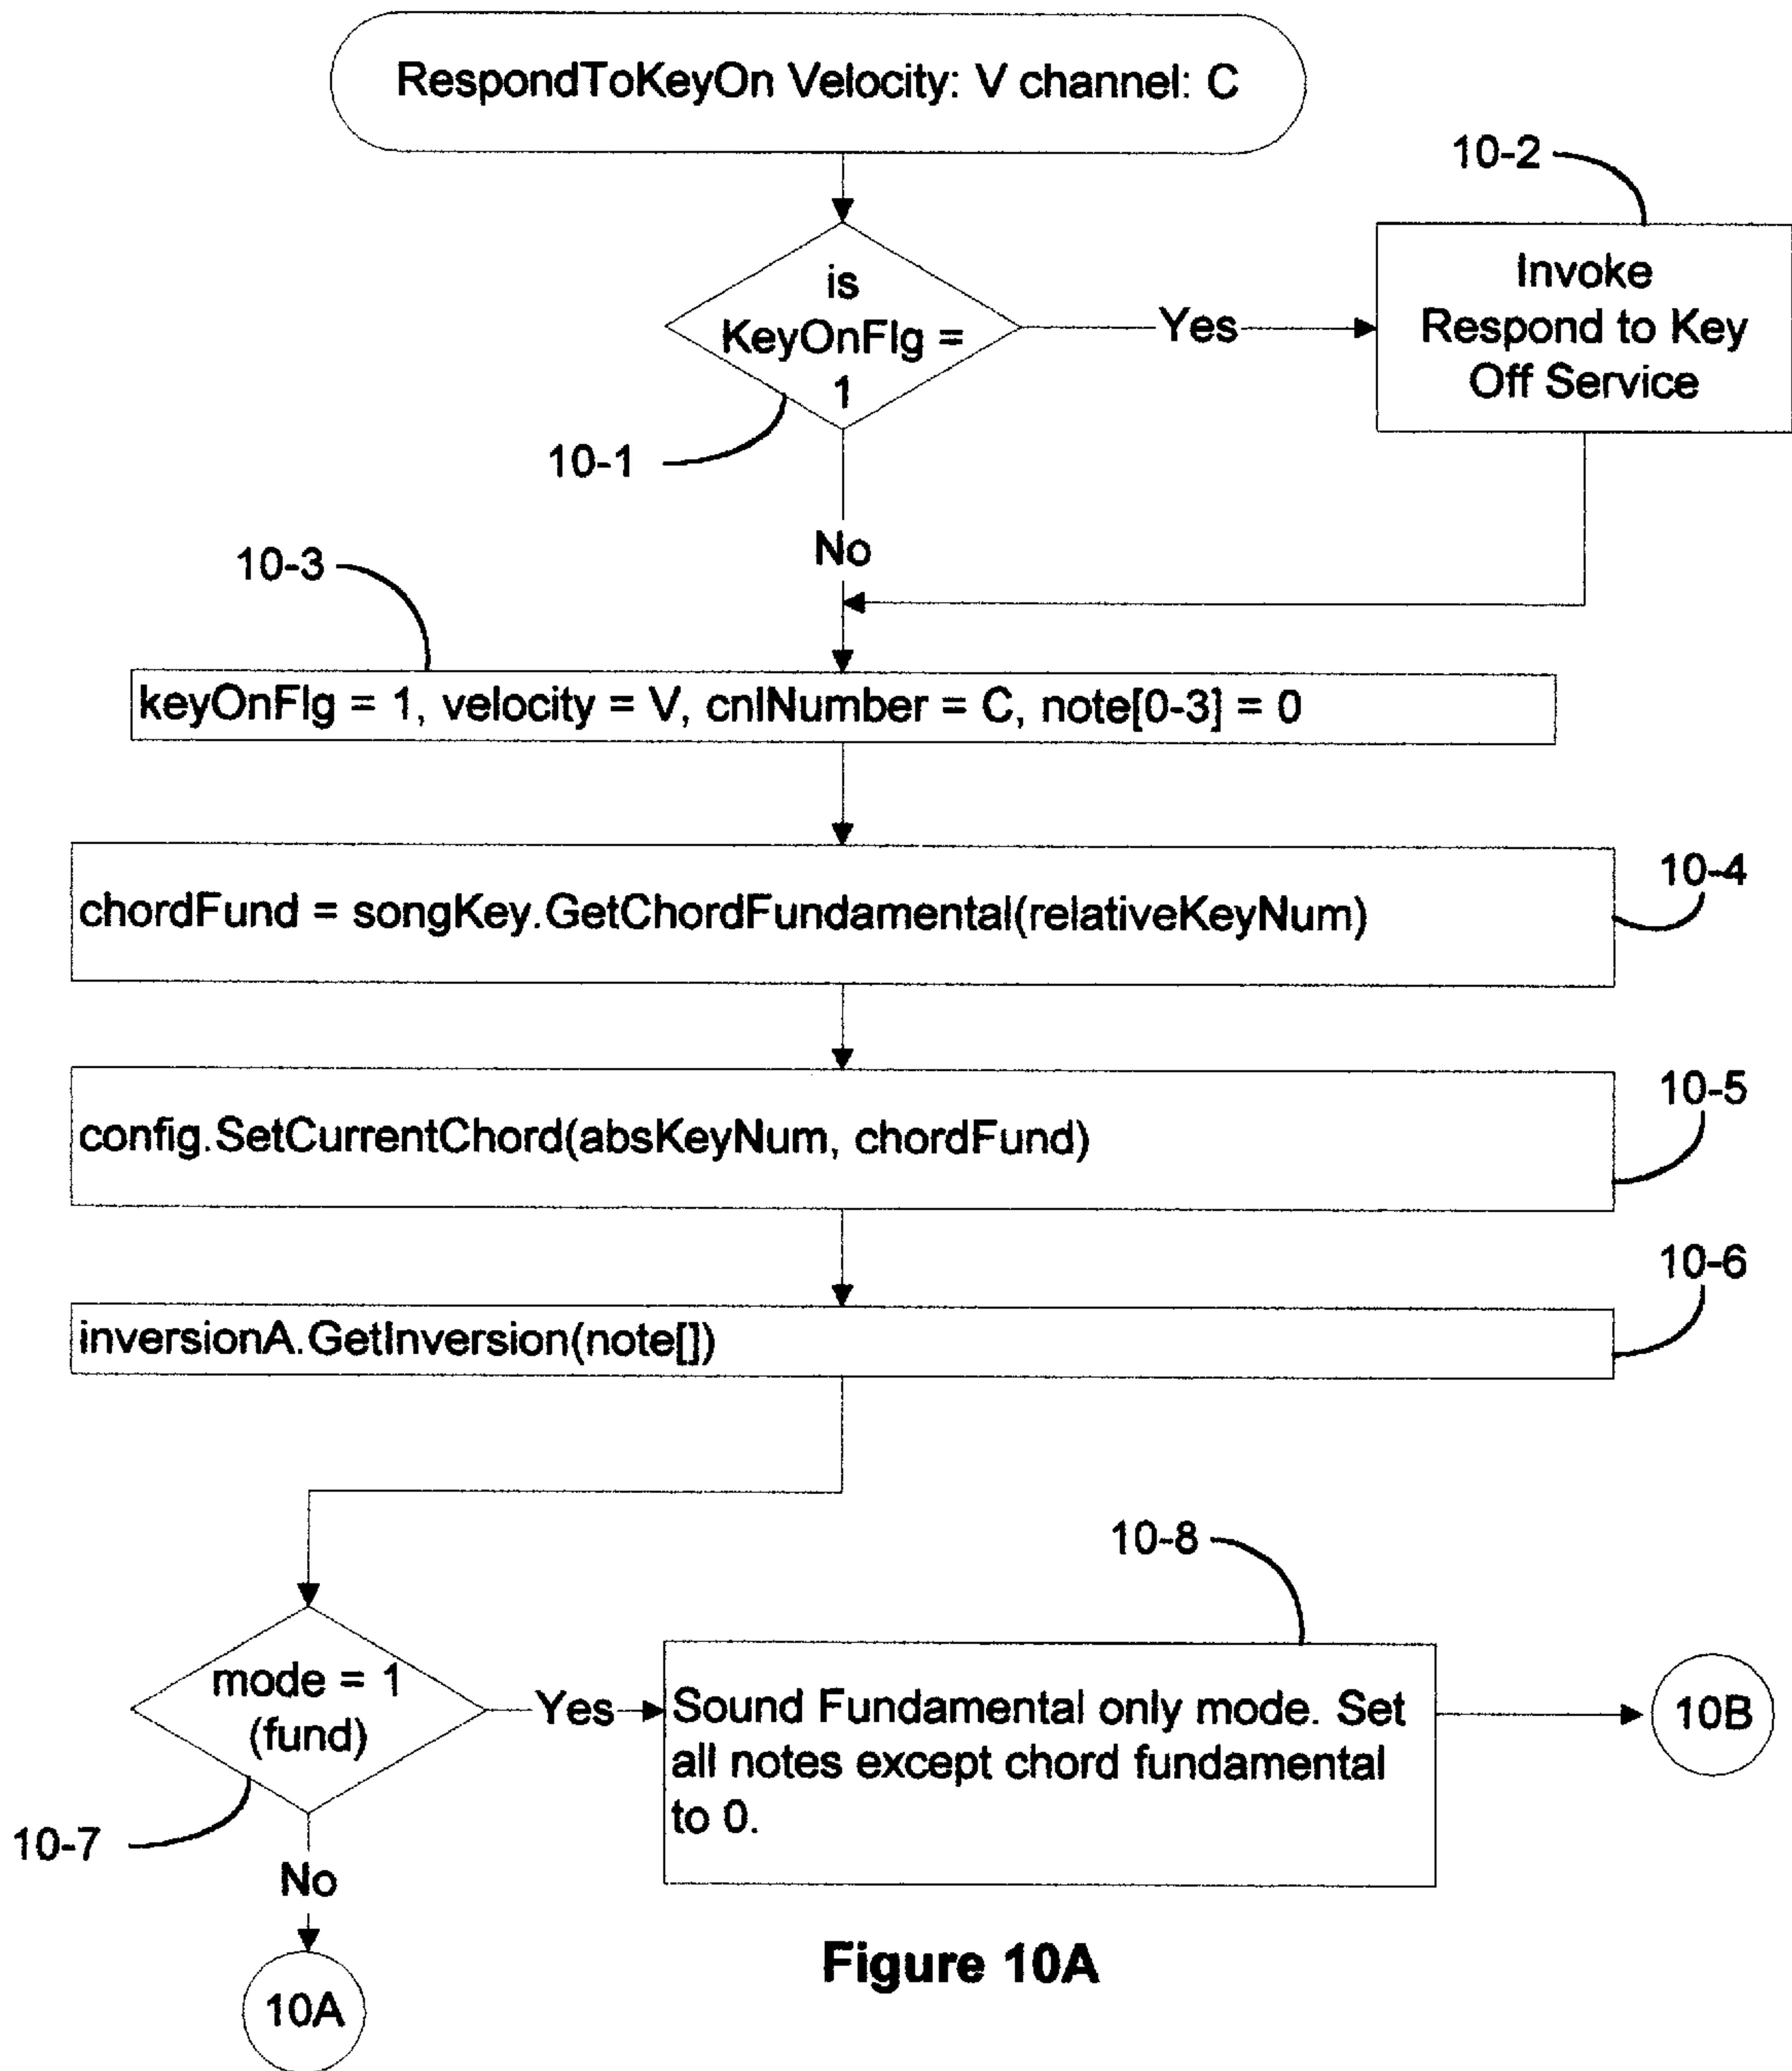 RespondToKeyOn Velocity: V channel: C
10-2
is
KeyOnFlg =
1
Yes
Invoke
Respond to Key
Off Service
10-1
No
10-3
keyOnFlg = 1, velocity = V, cnlNumber = C, note[0-3] = 0
10-4
chordFund = songKey.GetChordFundamental(relativeKeyNum)
10-5
config.SetCurrentChord(absKeyNum, chordFund)
10-6
inversionA.GetInversion(note[])
10-8
mode = 1
(fund)
Yes
Sound Fundamental only mode. Set
all notes except chord fundamental
to 0.
10B
10-7
No
10A
Figure 10A